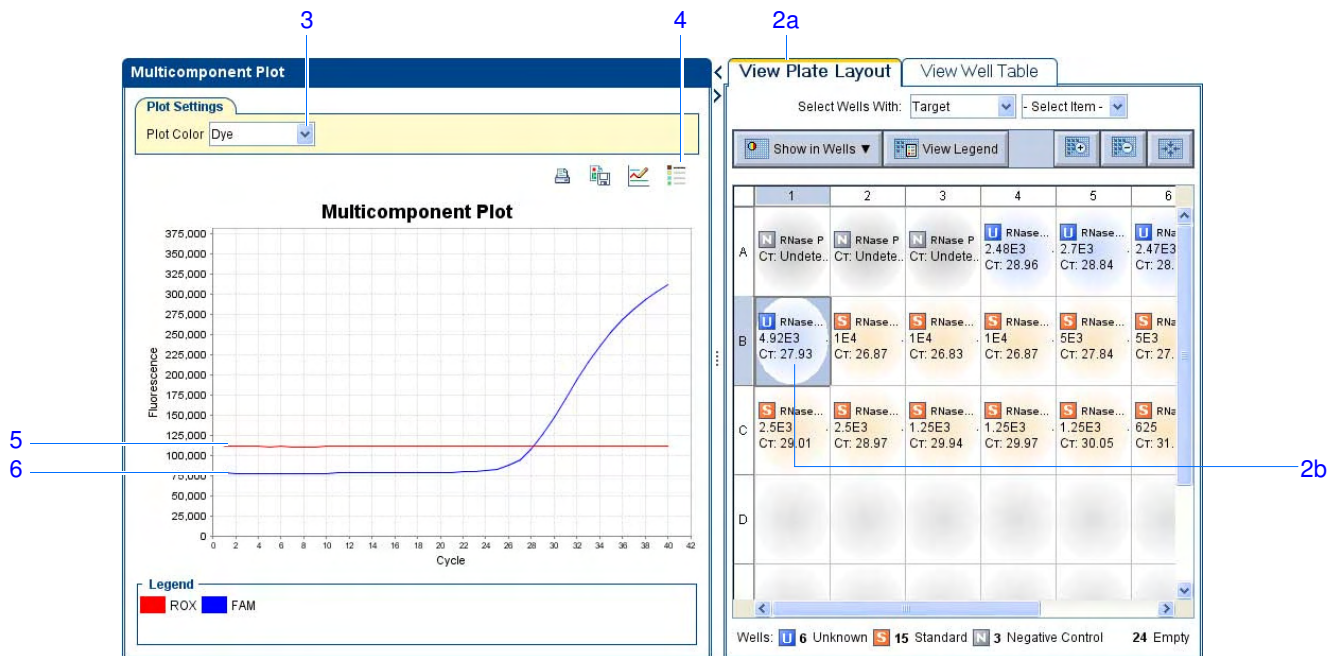 3 4 2a
Multicomponent Plot
Plot Settings
Plot Color Dye
Multicomponent Plot
375,000
350,000
325,000
300,000
275,000
250,000
225,000
200,000
175,000
150,000
125,000
100,000
75,000
50,000
25,000
0
Fluorescence
0 2 4 6 8 10 12 14 16 18 20 22 24 26 28 30 32 34 36 38 40 42
Cycle
5
6
Legend
ROX FAM
View Plate Layout View Well Table
Select Wells With: Target - Select Item -
Show in Wells ▼ View Legend
1 2 3 4 5 6
A
N RNase P N RNase P N RNase P U RNase... U RNase... U RNa
2.48E3 2.7E3 2.47E3
CT: Undete.. CT: Undete.. CT: Undete.. CT: 28.96 CT: 28.84 CT: 28.
B
U RNase... S RNase... S RNase... S RNase... S RNase... S RNa
4.92E3 1E4 1E4 1E4 5E3 5E3
CT: 27.93 CT: 26.87 CT: 26.83 CT: 26.87 CT: 27.84 CT: 27.
C
S RNase... S RNase... S RNase... S RNase... S RNase... S RNa
2.5E3 2.5E3 1.25E3 1.25E3 1.25E3 625
CT: 29.01 CT: 28.97 CT: 29.94 CT: 29.97 CT: 30.05 CT: 31.
D
2b
Wells: U 6 Unknown S 15 Standard N 3 Negative Control 24 Empty